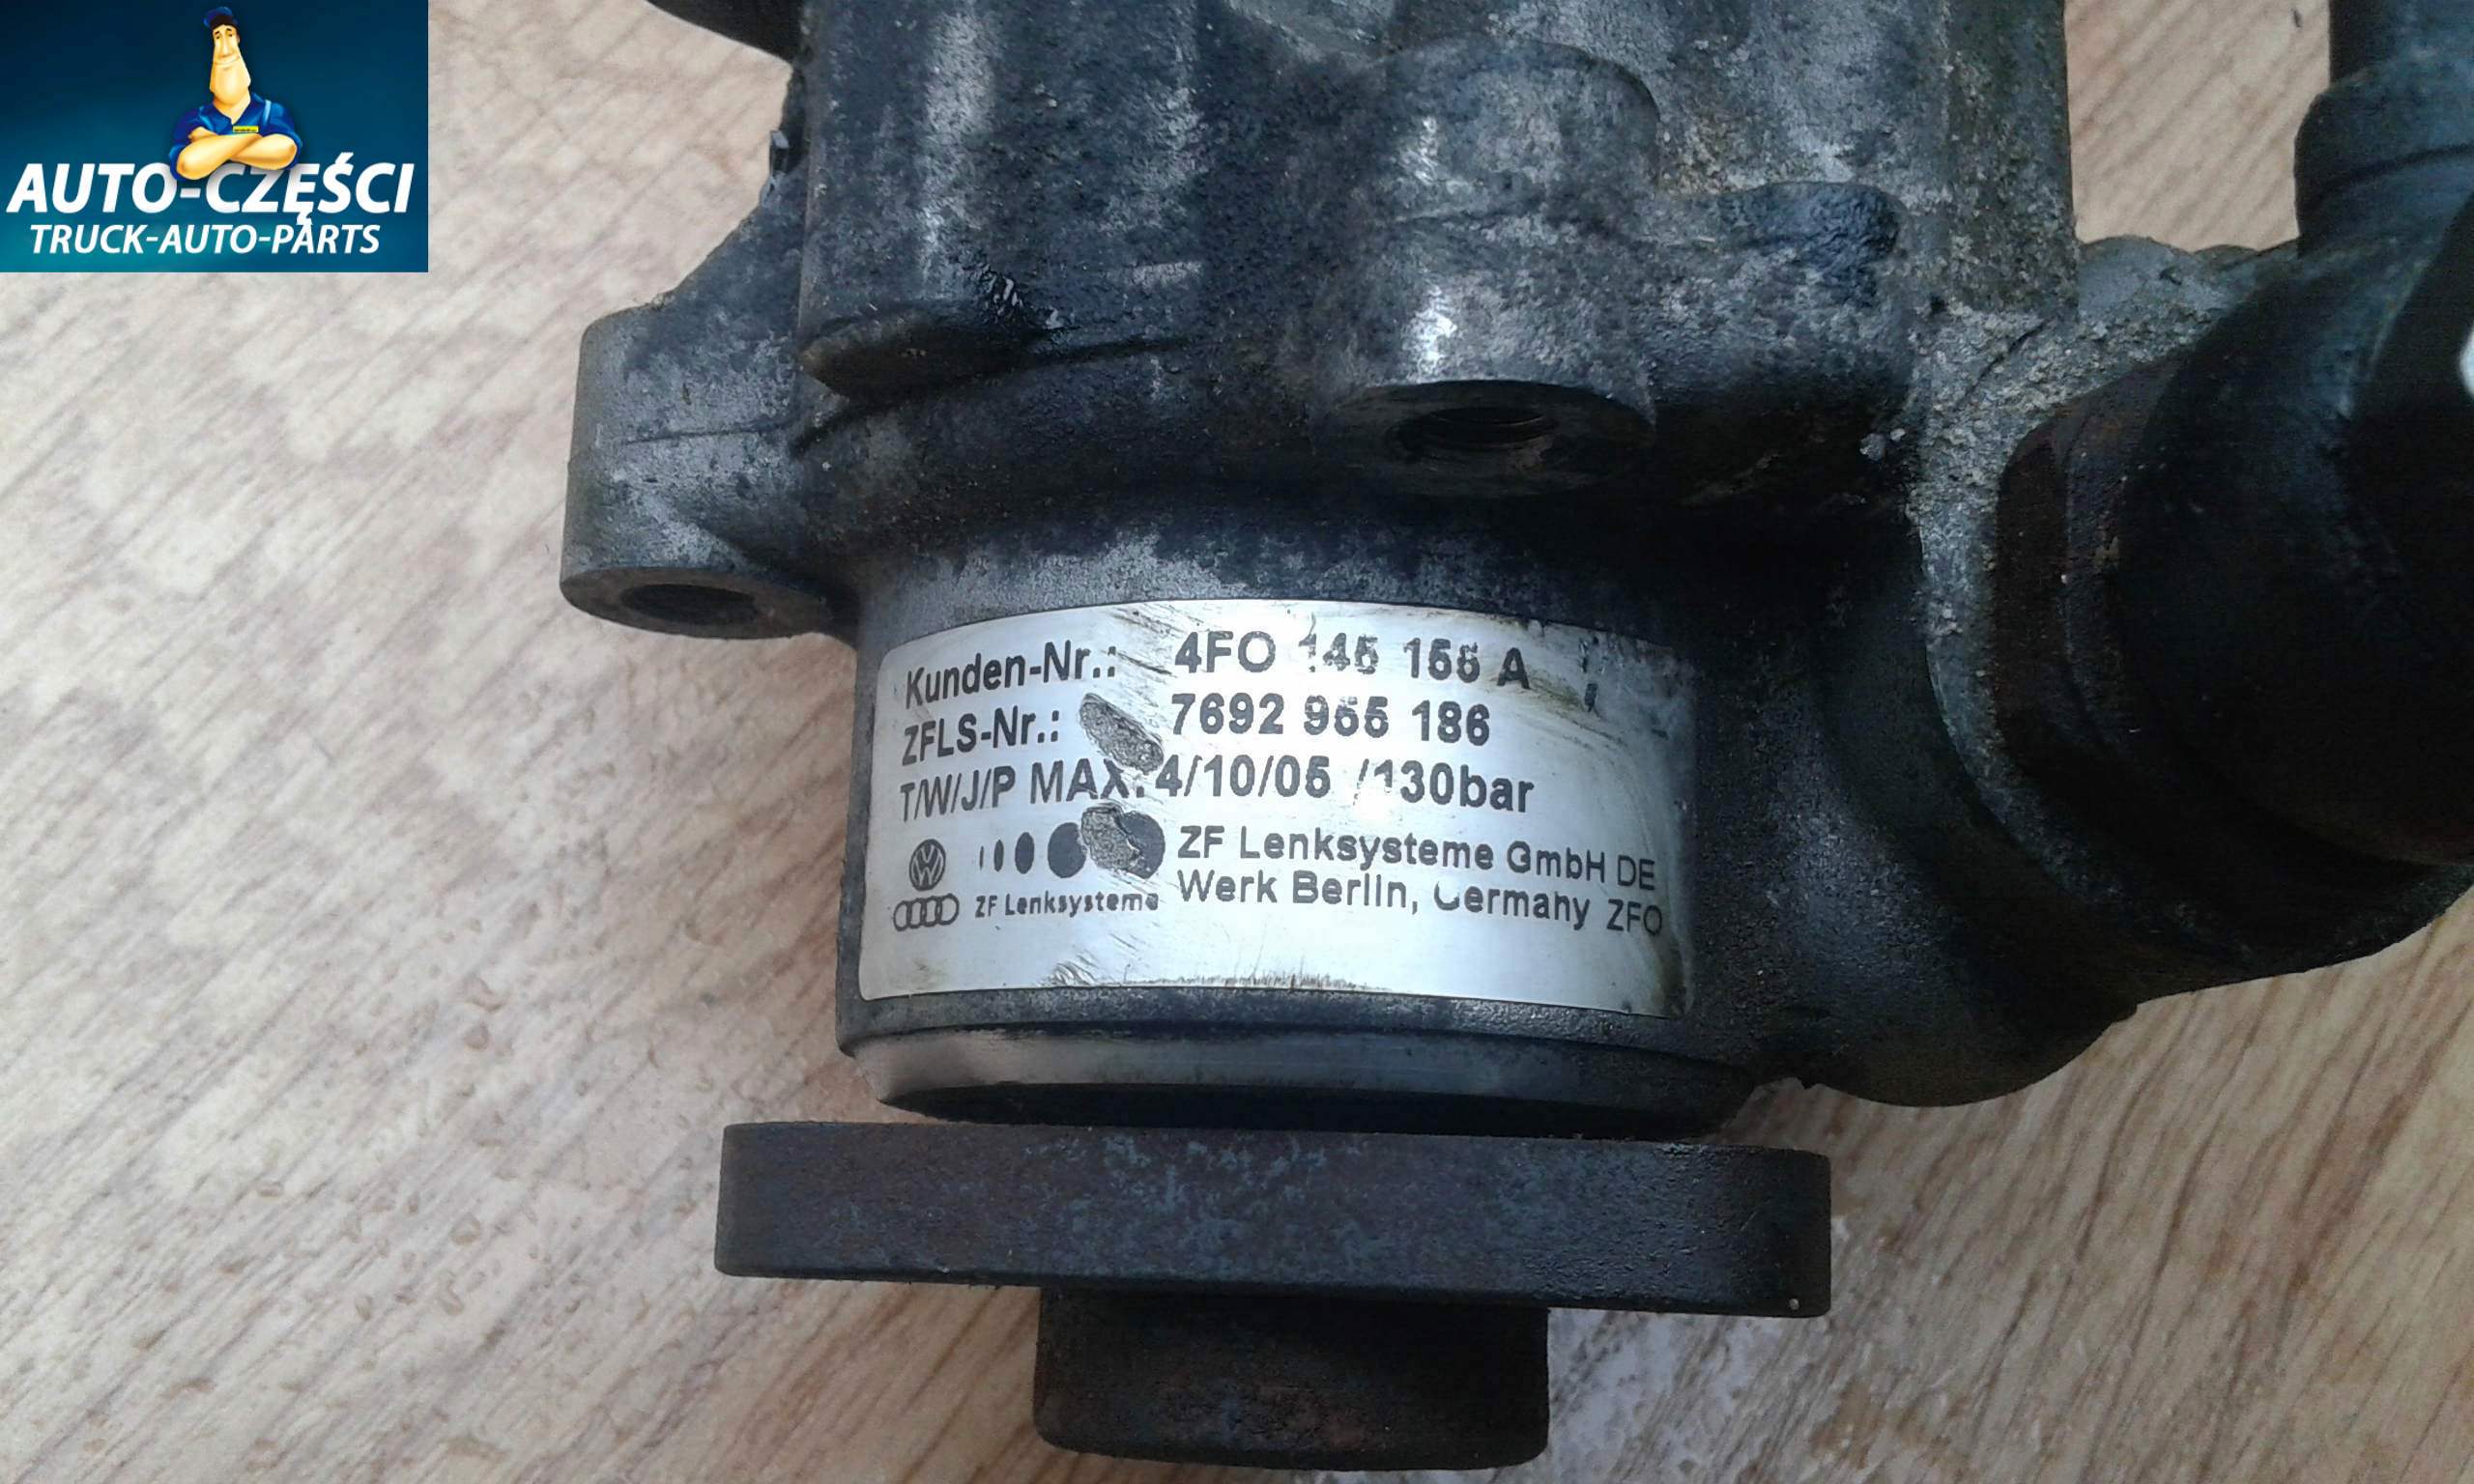 AUTO-CZĘŚCI
TRUCK-AUTO-PARTS
Kunden-Nr.: 4FO 145 155 A
ZFLS-Nr.: 7692 955 186
T/W/J/P MAX. 4/10/05 /130bar
ZF Lenksysteme GmbH DE
Werk Berlin, Germany ZFO
ZF Lenksysteme